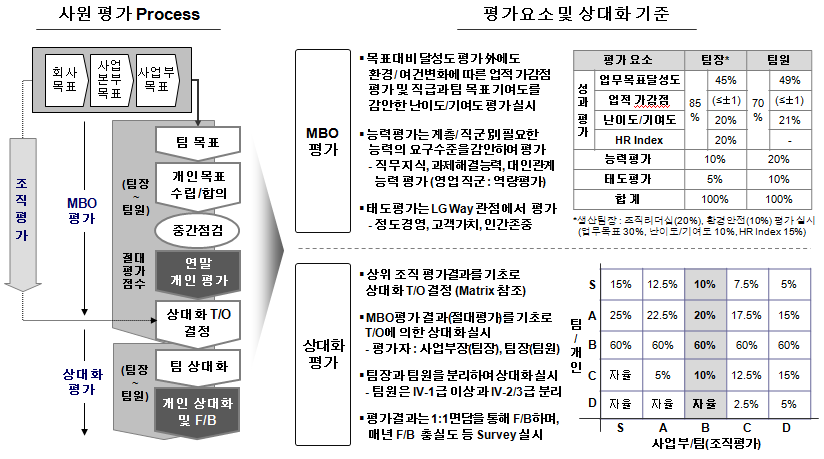 사원 평가 Process
회사
목표
사업
본부
목표
사업부
목표
조직평가
MBO
평가
상대화
평가
(팀장
~
팀원)
절대
평가
점수
팀 목표
개인목표
수립/합의
중간점검
연말
개인 평가
상대화 T/O
결정
(팀장
~
팀원)
팀 상대화
개인 상대화
및 F/B
평가요소 및 상대화 기준
MBO
평가
▪ 목표대비 달성도 평가 外에도
환경/여건변화에 따른 업적 가감점
평가 및 직급과 팀 목표 기여도를
감안한 난이도/기여도 평가 실시
▪ 능력평가는 계층/직군別 필요한
능력의 요구수준을 감안하여 평가
- 직무지식, 과제해결능력, 대인관계
능력 평가 (영업 직군 : 역량평가)
▪ 태도평가는 LG Way 관점에서 평가
- 정도경영, 고객가치, 인간존중
평가 요소 팀장* 팀원
성과평가 업무목표달성도 85% 45% 70% 49%
업적 가감점 (≤±1) (≤±1)
난이도/기여도 20% 21%
HR Index 20% -
능력평가 10% 20%
태도평가 5% 10%
합 계 100% 100%
*생산팀장 : 조직리더십(20%), 환경안전(10%) 평가 실시
(업무목표 30%, 난이도/기여도 10%, HR Index 15%)
상대화
평가
▪ 상위 조직 평가결과를 기초로
상대화 T/O 결정 (Matrix 참조)
▪ MBO평가 결과(절대평가)를 기초로
T/O에 의한 상대화 실시
- 평가자 : 사업부장(팀장), 팀장(팀원)
▪ 팀장과 팀원을 분리하여 상대화 실시
- 팀원은 IV-1급 이상과 IV-2/3급 분리
▪ 평가결과는 1:1면담을 통해 F/B하며,
매년 F/B 충실도 등 Survey 실시
팀/개인
S 15% 12.5% 10% 7.5% 5%
A 25% 22.5% 20% 17.5% 15%
B 60% 60% 60% 60% 60%
C 자율 5% 10% 12.5% 15%
D 자율 자율 자율 2.5% 5%
S A B C D
사업부/팀(조직평가)